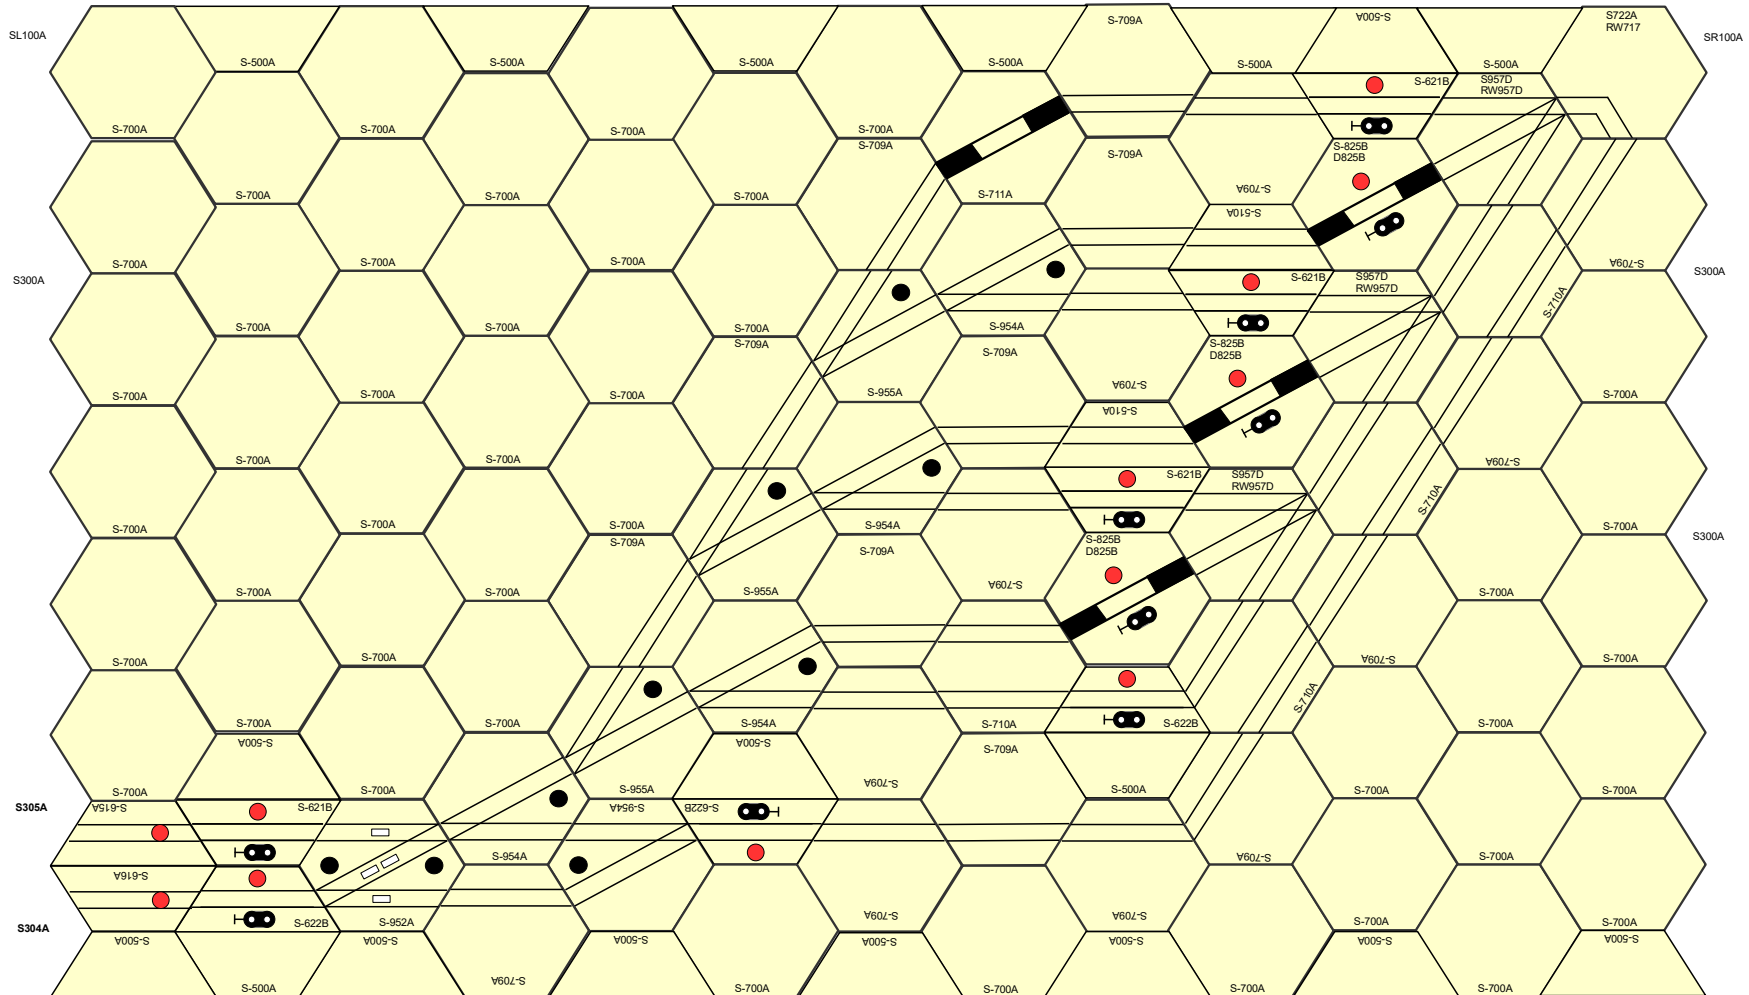 S-709A
S-500A
S722A
RW717
SL100A
SR100A
S-500A
S-500A
S-500A
S-500A
S-500A
S-500A
S-621B
S957D
RW957D
S-700A
S-700A
S-700A
S-700A
S-709A
S-709A
S-825B
D825B
S-700A
S-700A
S-700A
S-711A
S-709A
S-510A
S-700A
S-700A
S-700A
S-709A
S300A
S300A
S-621B
S957D
RW957D
S-710A
S-700A
S-700A
S-700A
S-954A
S-709A
S-709A
S-825B
D825B
S-700A
S-700A
S-700A
S-955A
S-709A
S-700A
S-510A
S-700A
S-700A
S-709A
S-621B
S957D
RW957D
S-710A
S-700A
S-700A
S-700A
S-954A
S-700A
S-709A
S-709A
S-825B
D825B
S300A
S-700A
S-700A
S-955A
S-709A
S-700A
S-700A
S-700A
S-709A
S-700A
S-710A
S-700A
S-700A
S-954A
S-710A
S-622B
S-700A
S-500A
S-500A
S-709A
S-700A
S-700A
S-955A
S-709A
S-500A
S-700A
S-700A
S305A
S-615A
S-621B
S-954A
S-622B
S-954A
S-709A
S-700A
S-616A
S304A
S-622B
S-952A
S-709A
S-709A
S-700A
S-700A
S-500A
S-500A
S-500A
S-500A
S-500A
S-500A
S-500A
S-500A
S-709A
S-700A
S-700A
S-700A
S-700A